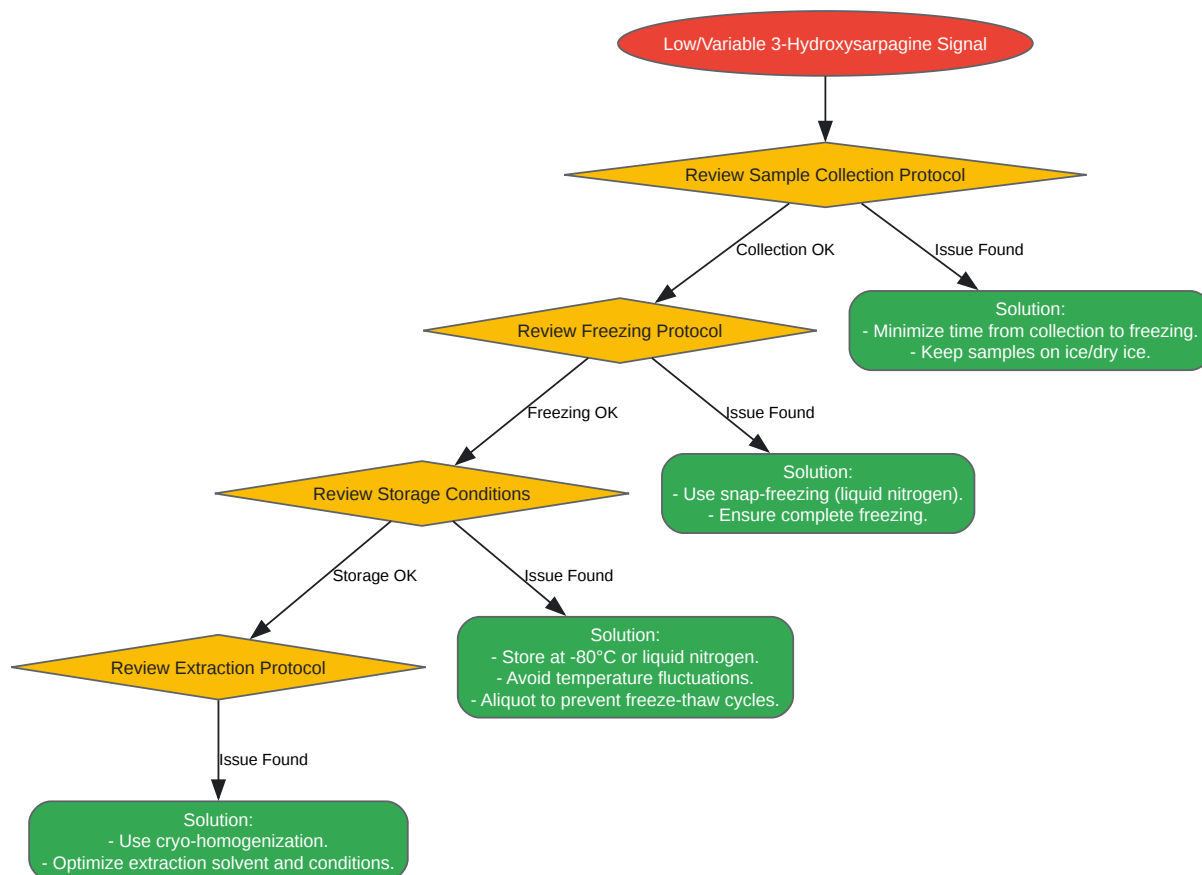 Low/Variable 3-Hydroxysarpagine Signal
Review Sample Collection Protocol
Collection OK
Issue Found
Review Freezing Protocol
Solution:
- Minimize time from collection to freezing.
- Keep samples on ice/dry ice.
Freezing OK
Issue Found
Review Storage Conditions
Solution:
- Use snap-freezing (liquid nitrogen).
- Ensure complete freezing.
Storage OK
Issue Found
Review Extraction Protocol
Solution:
- Store at -80°C or liquid nitrogen.
- Avoid temperature fluctuations.
- Aliquot to prevent freeze-thaw cycles.
Issue Found
Solution:
- Use cryo-homogenization.
- Optimize extraction solvent and conditions.